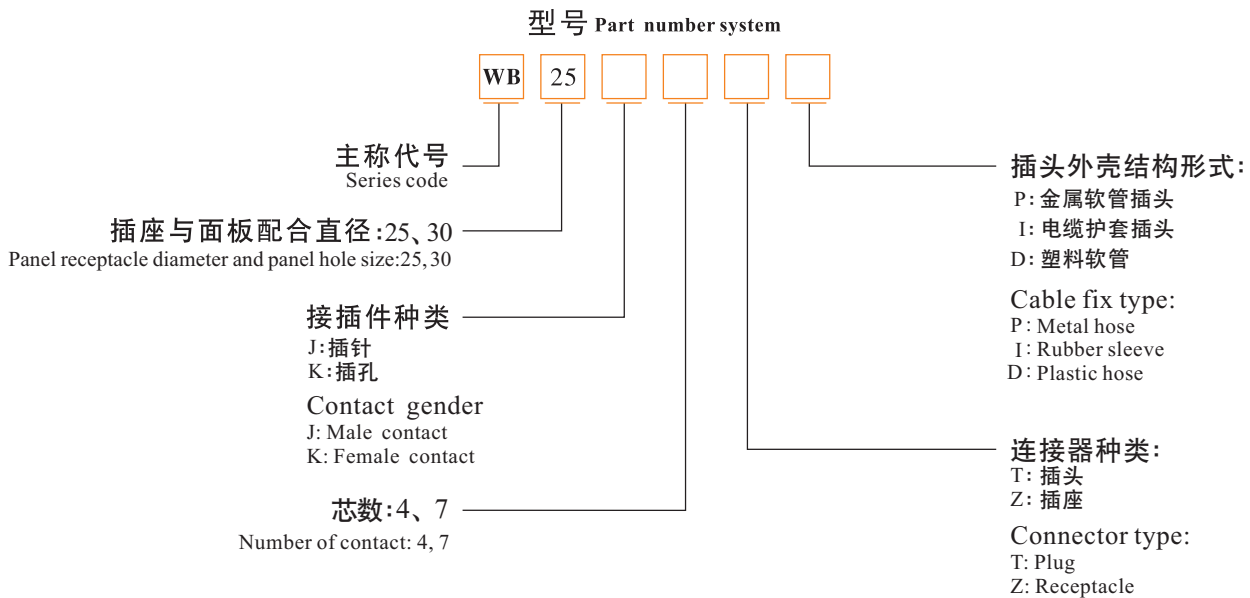 型号 Part number system
WB 25
主称代号
Series code
插座与面板配合直径:25、30
Panel receptacle diameter and panel hole size:25,30
接插件种类
J:插针
K:插孔
Contact gender
J: Male contact
K: Female contact
芯数:4、7
Number of contact: 4, 7
插头外壳结构形式:
P:金属软管插头
I:电缆护套插头
D:塑料软管
Cable fix type:
P:Metal hose
I:Rubber sleeve
D:Plastic hose
连接器种类:
T:插头
Z:插座
Connector type:
T: Plug
Z: Receptacle